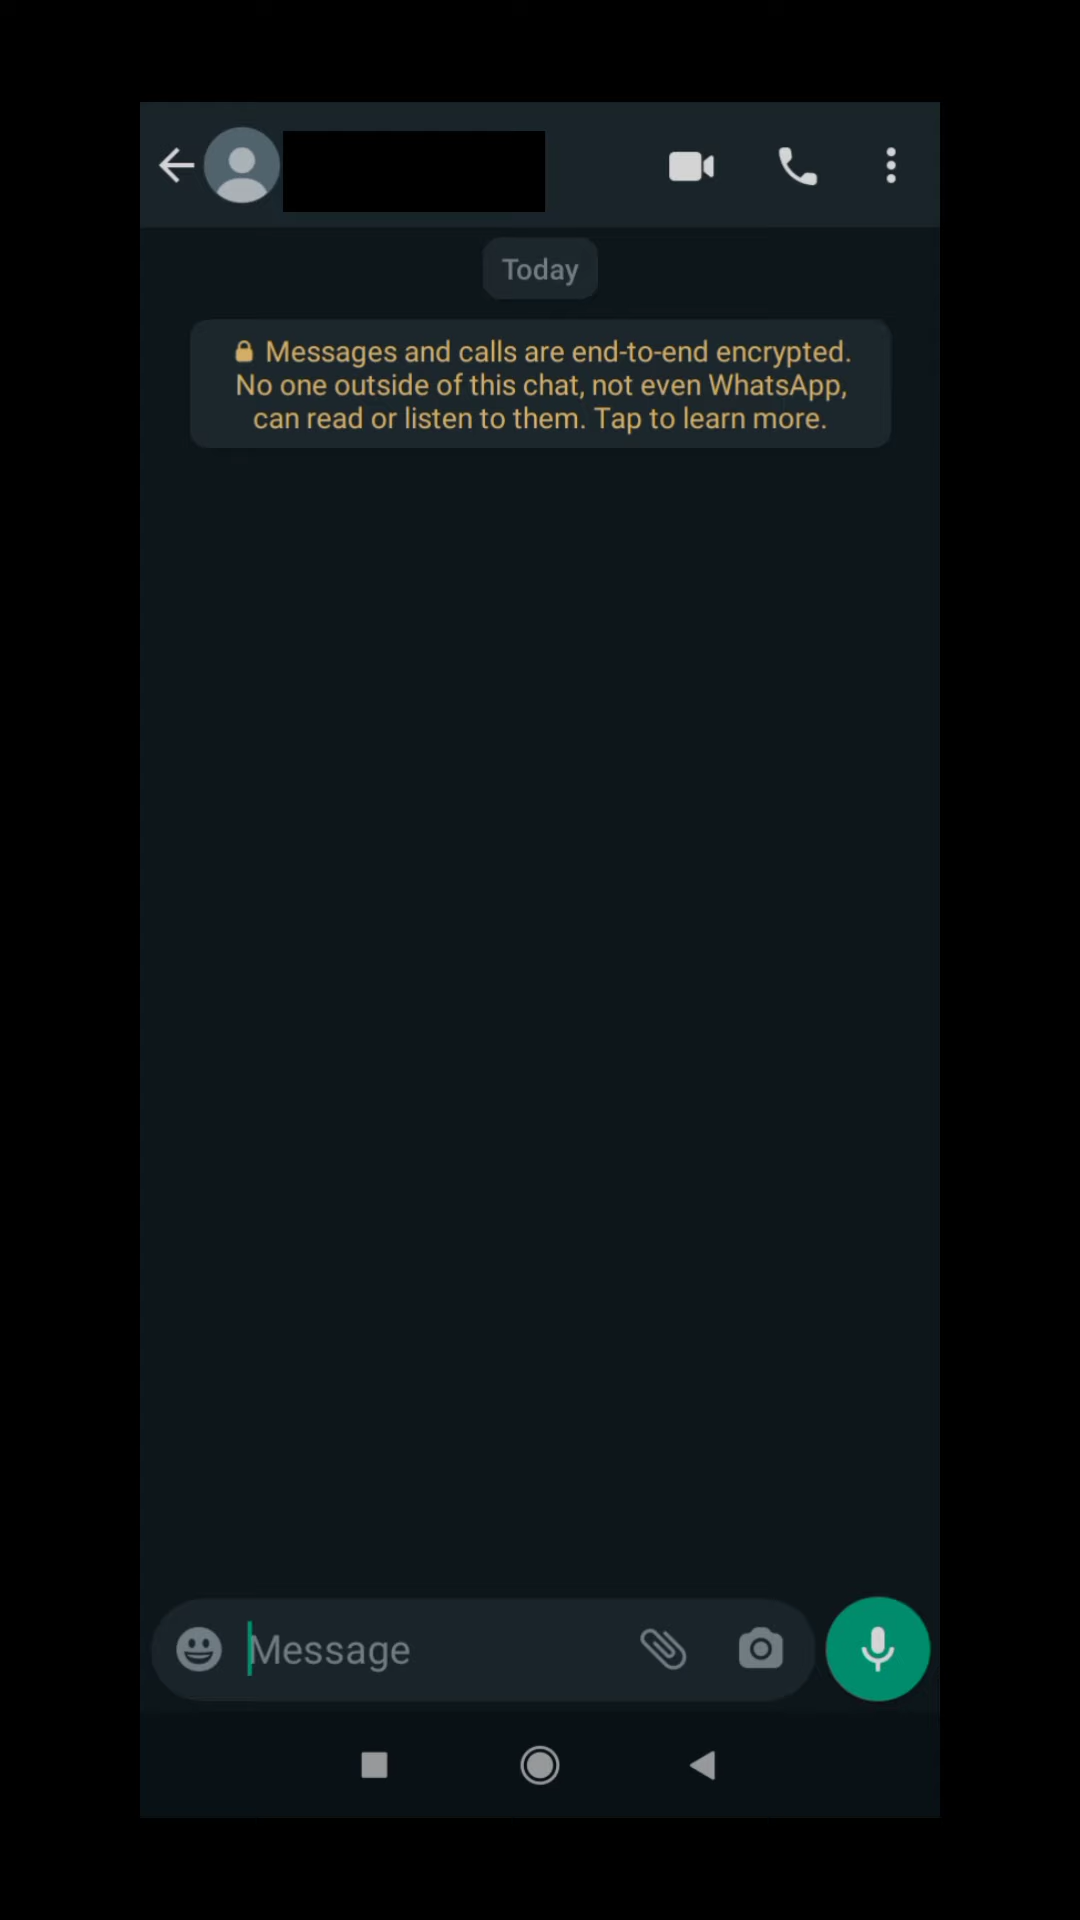 Today
Messages and calls are end-to-end encrypted.
No one outside of this chat, not even WhatsApp,
can read or listen to them. Tap to learn more.
Message